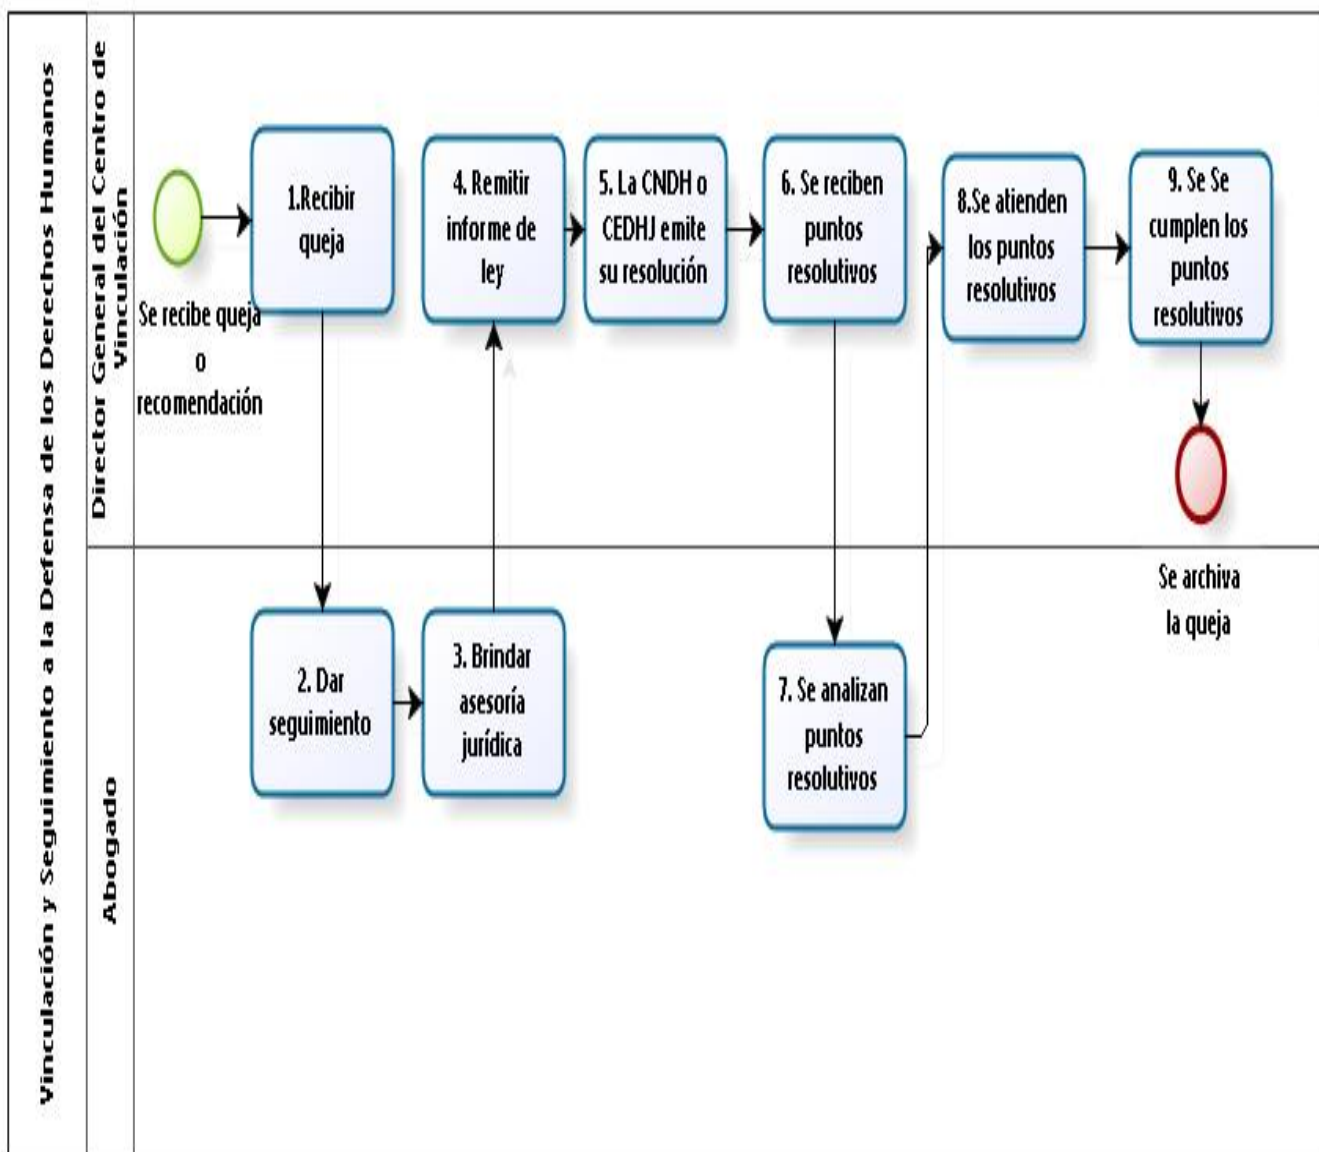 Vinculación y Seguimiento a la Defensa de los Derechos Humanos
Director General del Centro de
Vinculación
Se recibe queja
o
recomendación
1.Recibir
queja
4. Remitir
informe de
ley
5. La CNDH o
CEDHJ emite
su resolución
6. Se reciben
puntos
resolutivos
8.Se atienden
los puntos
resolutivos
9. Se Se
cumplen los
puntos
resolutivos
Se archiva
la queja
Abogado
2. Dar
seguimiento
3. Brindar
asesoría
jurídica
7. Se analizan
puntos
resolutivos